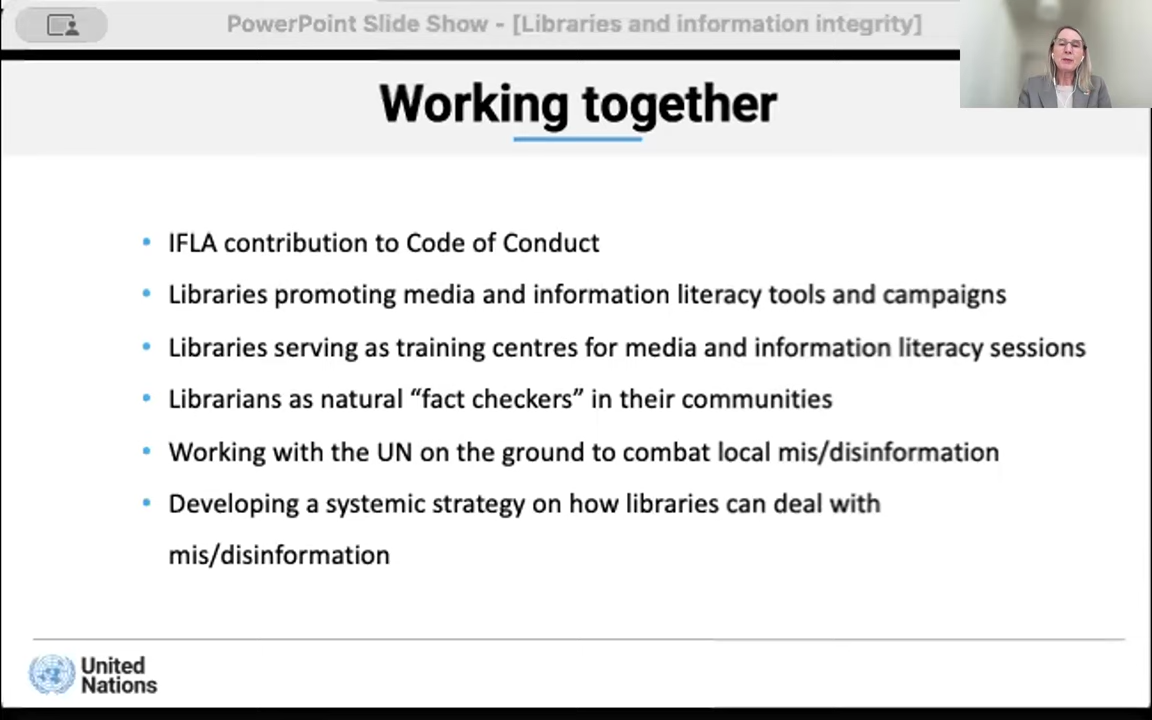 PowerPoint Slide Show - [Libraries and information integrity]
Working together
• IFLA contribution to Code of Conduct
• Libraries promoting media and information literacy tools and campaigns
• Libraries serving as training centres for media and information literacy sessions
• Librarians as natural “fact checkers” in their communities
• Working with the UN on the ground to combat local mis/disinformation
• Developing a systemic strategy on how libraries can deal with
mis/disinformation
United
Nations